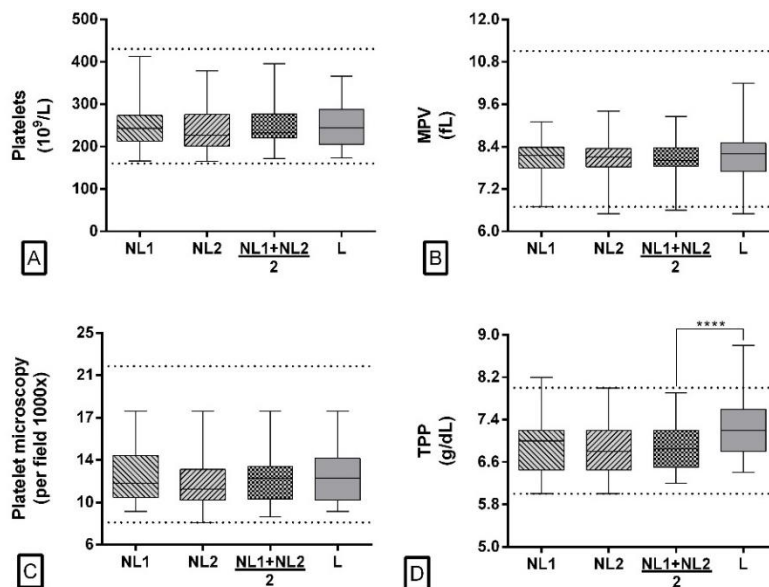 Platelets
(10⁹/L)
500
400
300
200
100
0
NL1 NL2 NL1+NL2 L
2
A
MPV
(fL)
12.0
10.8
9.6
8.4
7.2
6.0
NL1 NL2 NL1+NL2 L
2
B
Platelet microscopy
(per field 1000x)
25
21
17
14
10
6
NL1 NL2 NL1+NL2 L
2
C
TPP
(g/dL)
9.0
8.2
7.4
6.6
5.8
5.0
****
NL1 NL2 NL1+NL2 L
2
D